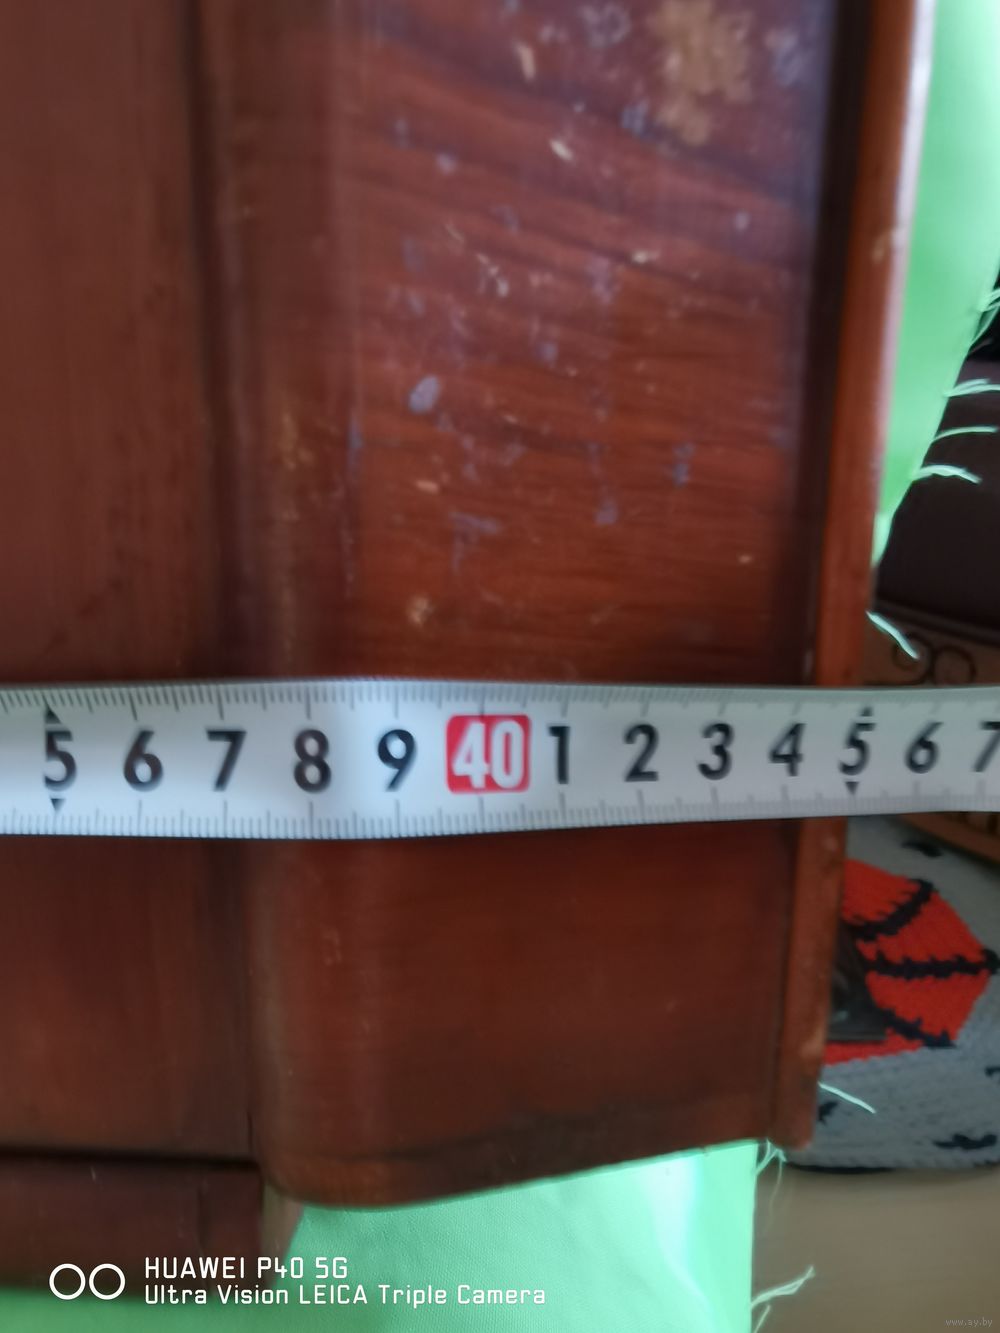 5 6 7 8 9 40 1 2 3 4 5 6 7
HUAWEI P40 5G
Ultra Vision LEICA Triple Camera
www.ay.by